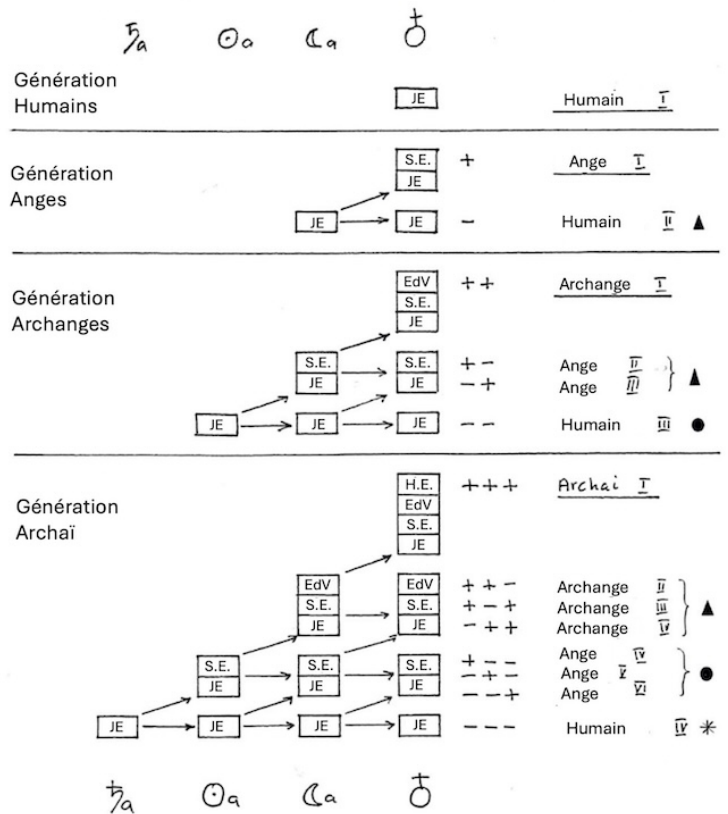 ♄a ☉a ☾a ♁
Génération
Humains
JE Humain I
Génération
Anges
S.E. + Ange I
JE
JE JE - Humain II ▲
Génération
Archanges
EdV ++ Archange I
S.E.
JE
S.E. S.E. +- Ange II
JE JE -+ Ange III ▲
JE JE JE -- Humain III ●
Génération
Archaï
H.E. +++ Archai I
EdV
S.E.
JE
EdV EdV ++- Archange II
S.E. S.E. +-+ Archange III ▲
JE JE -++ Archange IV
S.E. S.E. S.E. +-- Ange IV
JE JE JE -+- Ange V ●
--+ Ange VI
JE JE JE JE --- Humain IV *
♄a ☉a ☾a ♁